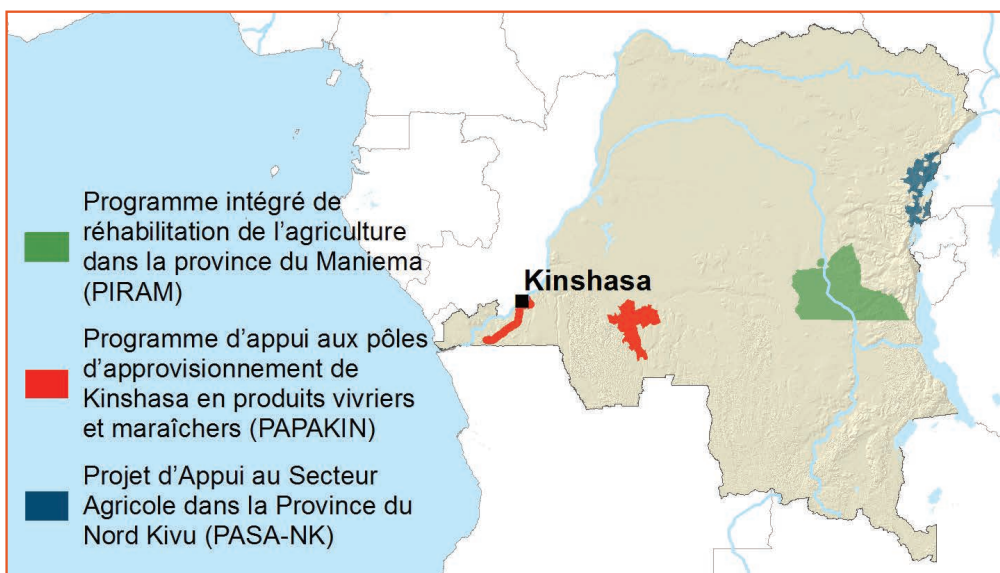 Programme intégré de
réhabilitation de l'agriculture
dans la province du Maniema
(PIRAM)
Kinshasa
Programme d'appui aux pôles
d'approvisionnement de
Kinshasa en produits vivriers
et maraîchers (PAPAKIN)
Projet d'Appui au Secteur
Agricole dans la Province du
Nord Kivu (PASA-NK)